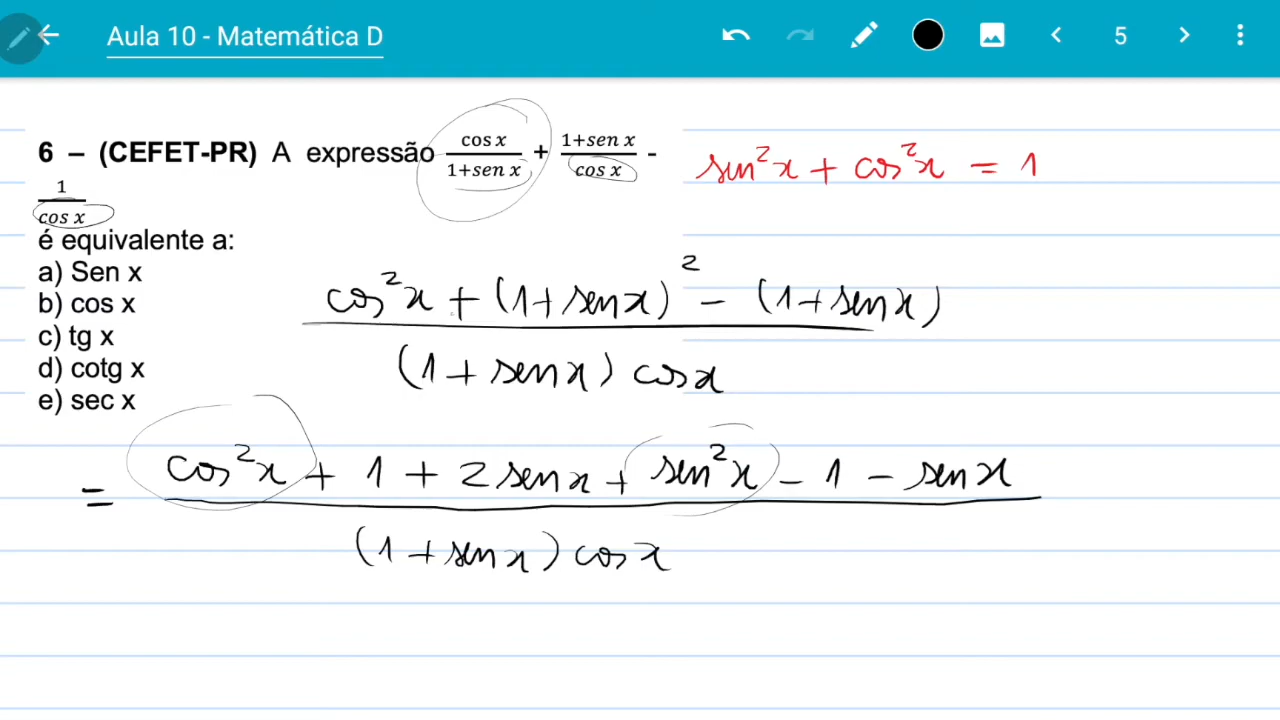 Aula 10 - Matemática D
5
6 – (CEFET-PR) A expressão cos x/1+sen x + 1+sen x/cos x -
1/cos x
sen²x + cos²x = 1
é equivalente a:
a) Sen x
b) cos x
c) tg x
d) cotg x
e) sec x
cos²x + (1+senx)² - (1+senx)
(1+senx) cosx
= cos²x + 1 + 2senx + sen²x - 1 - senx
(1+senx) cosx